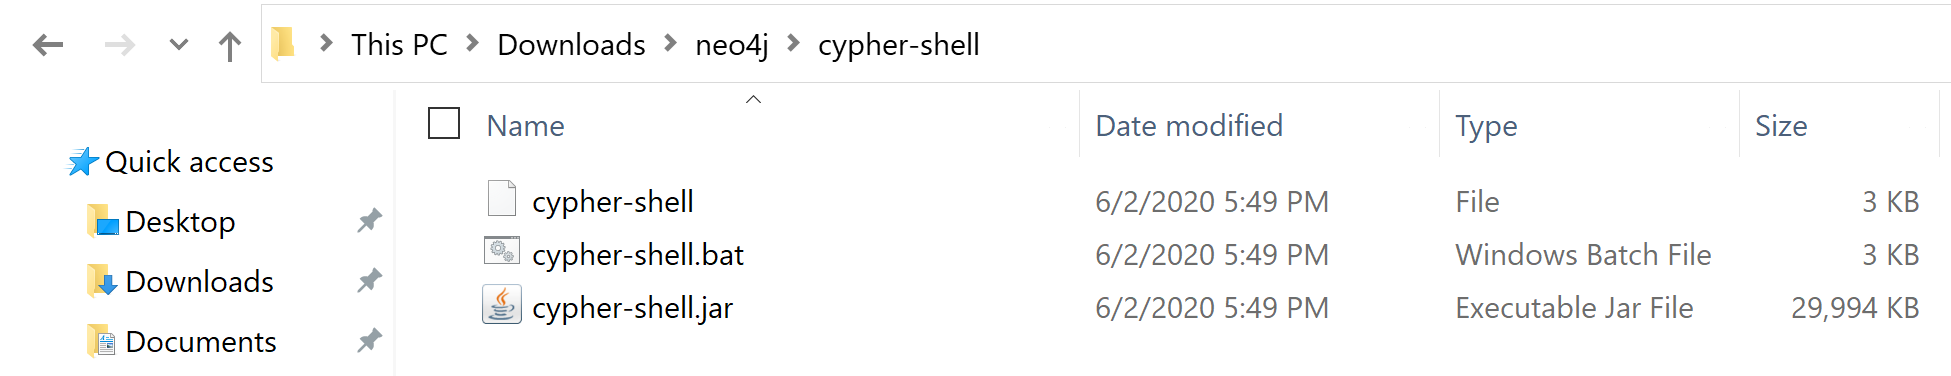 This PC Downloads neo4j cypher-shell
Name Date modified Type Size
Quick access
Desktop
Downloads
Documents
cypher-shell 6/2/2020 5:49 PM File 3 KB
cypher-shell.bat 6/2/2020 5:49 PM Windows Batch File 3 KB
cypher-shell.jar 6/2/2020 5:49 PM Executable Jar File 29,994 KB